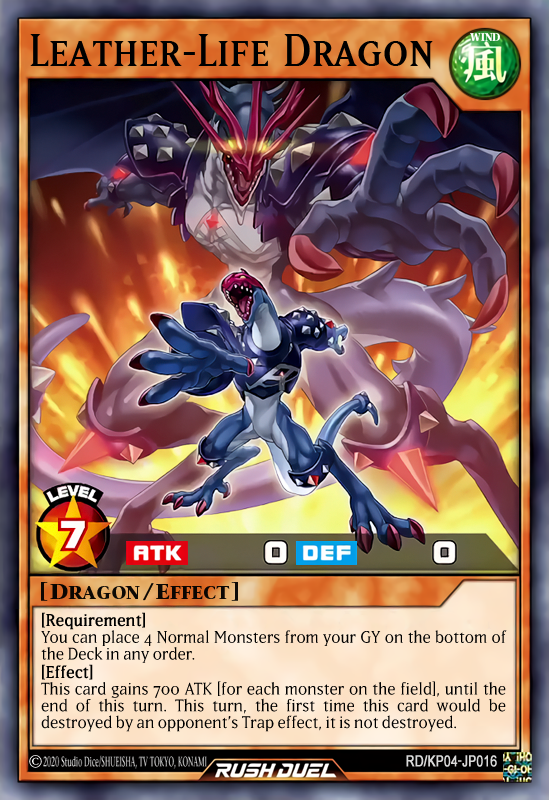 Leather-Life Dragon
WIND
風
LEVEL
7
ATK 0 DEF 0
[Dragon/Effect]
[Requirement]
You can place 4 Normal Monsters from your GY on the bottom of
the Deck in any order.
[Effect]
This card gains 700 ATK [for each monster on the field], until the
end of this turn. This turn, the first time this card would be
destroyed by an opponent's Trap effect, it is not destroyed.
©2020 Studio Dice/SHUEISHA, TV TOKYO, KONAMI
RUSH DUEL
RD/KP04-JP016